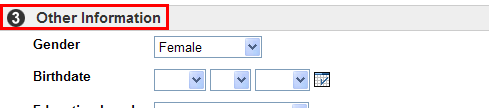 3 Other Information
Gender Female
Birthdate